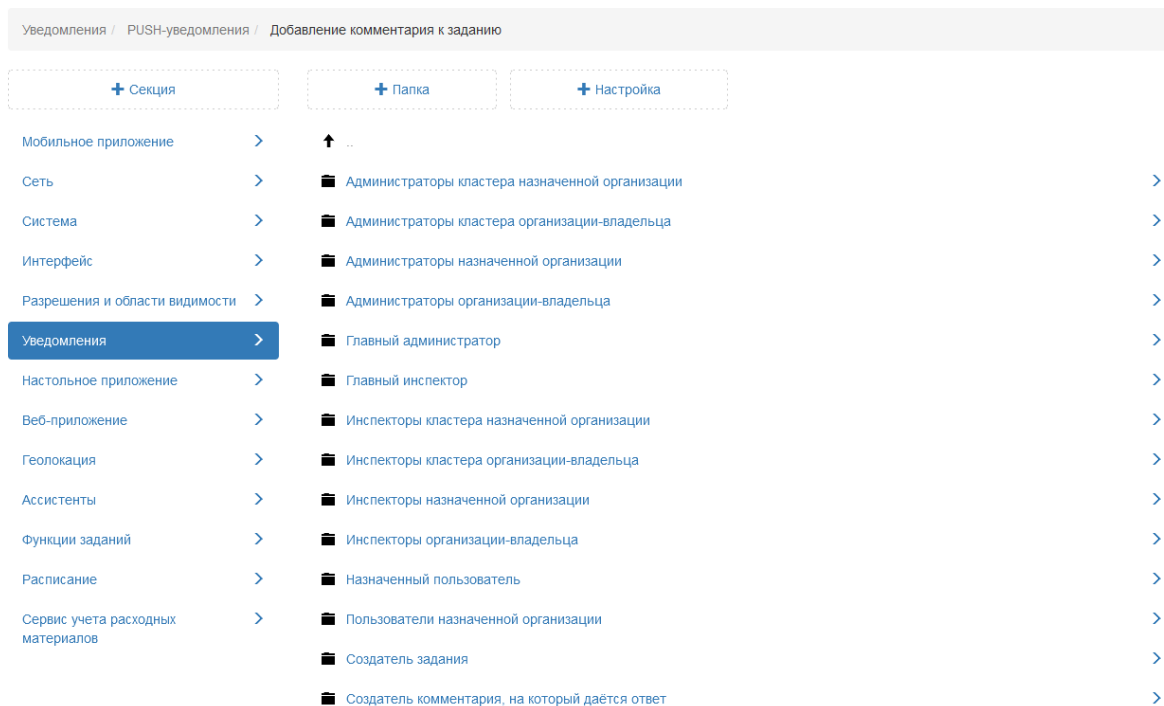 Уведомления / PUSH-уведомления / Добавление комментария к заданию
Секция
Папка
Настройка
Мобильное приложение
Сеть
Система
Интерфейс
Разрешения и области видимости
Уведомления
Настольное приложение
Веб-приложение
Геолокация
Ассистенты
Функции заданий
Расписание
Сервис учета расходных
материалов
..
Администраторы кластера назначенной организации
Администраторы кластера организации-владельца
Администраторы назначенной организации
Администраторы организации-владельца
Главный администратор
Главный инспектор
Инспекторы кластера назначенной организации
Инспекторы кластера организации-владельца
Инспекторы назначенной организации
Инспекторы организации-владельца
Назначенный пользователь
Пользователи назначенной организации
Создатель задания
Создатель комментария, на который даётся ответ